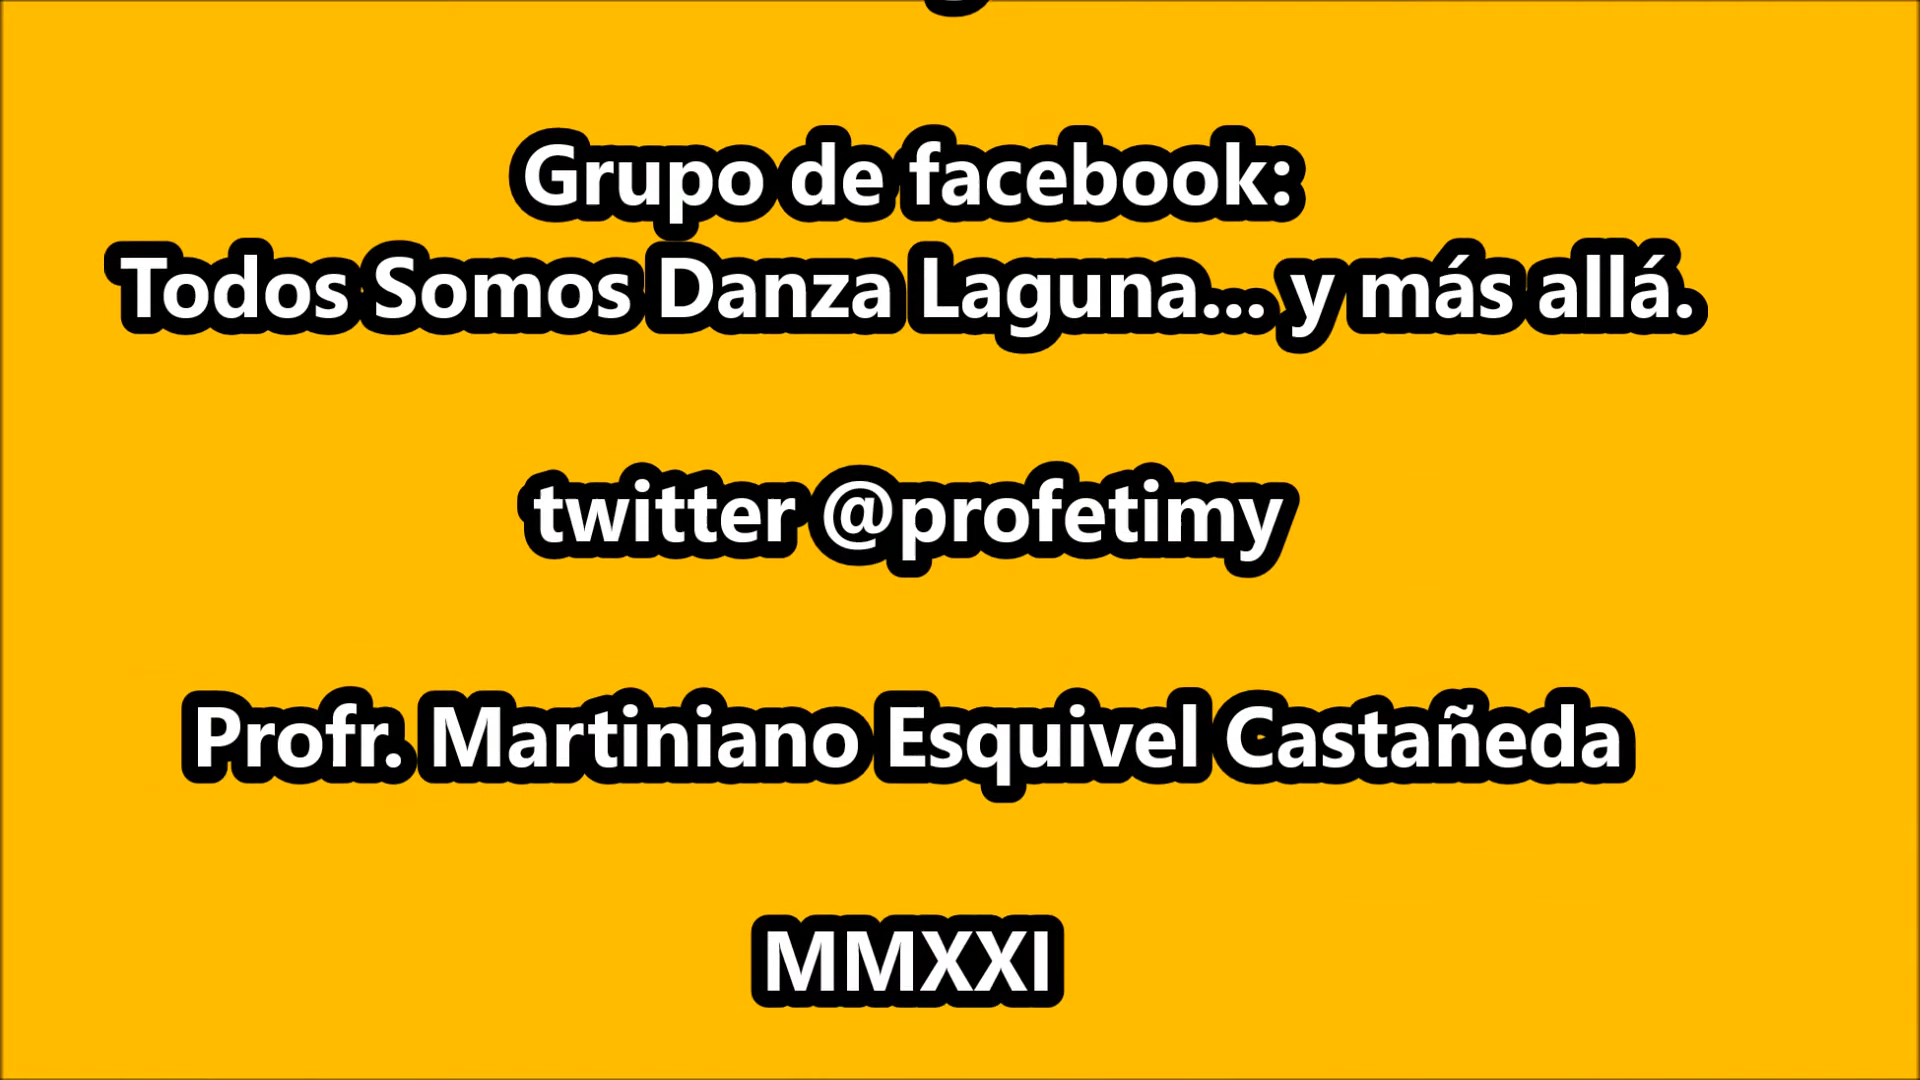 Grupo de facebook:
Todos Somos Danza Laguna... y más allá.
twitter @profetimy
Profr. Martiniano Esquivel Castañeda
MMXXI